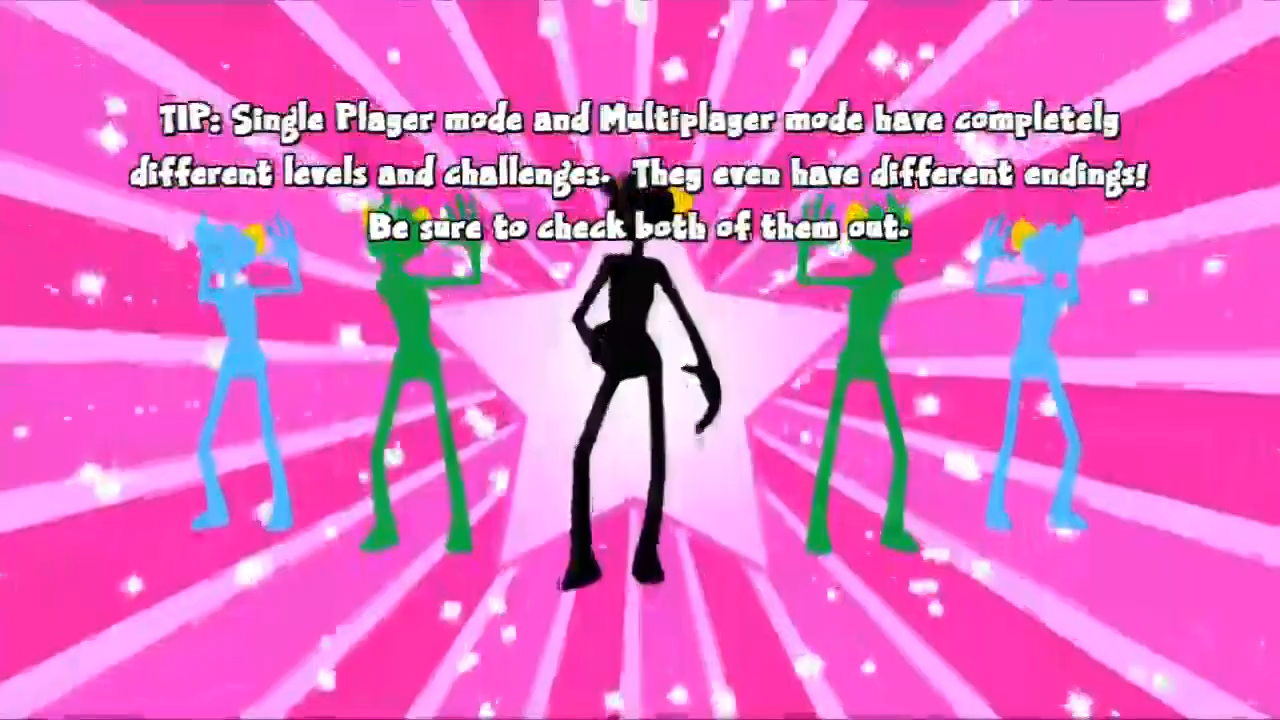 TIP: Single Player mode and Multiplayer mode have completely
different levels and challenges.  They even have different endings!
Be sure to check both of them out.